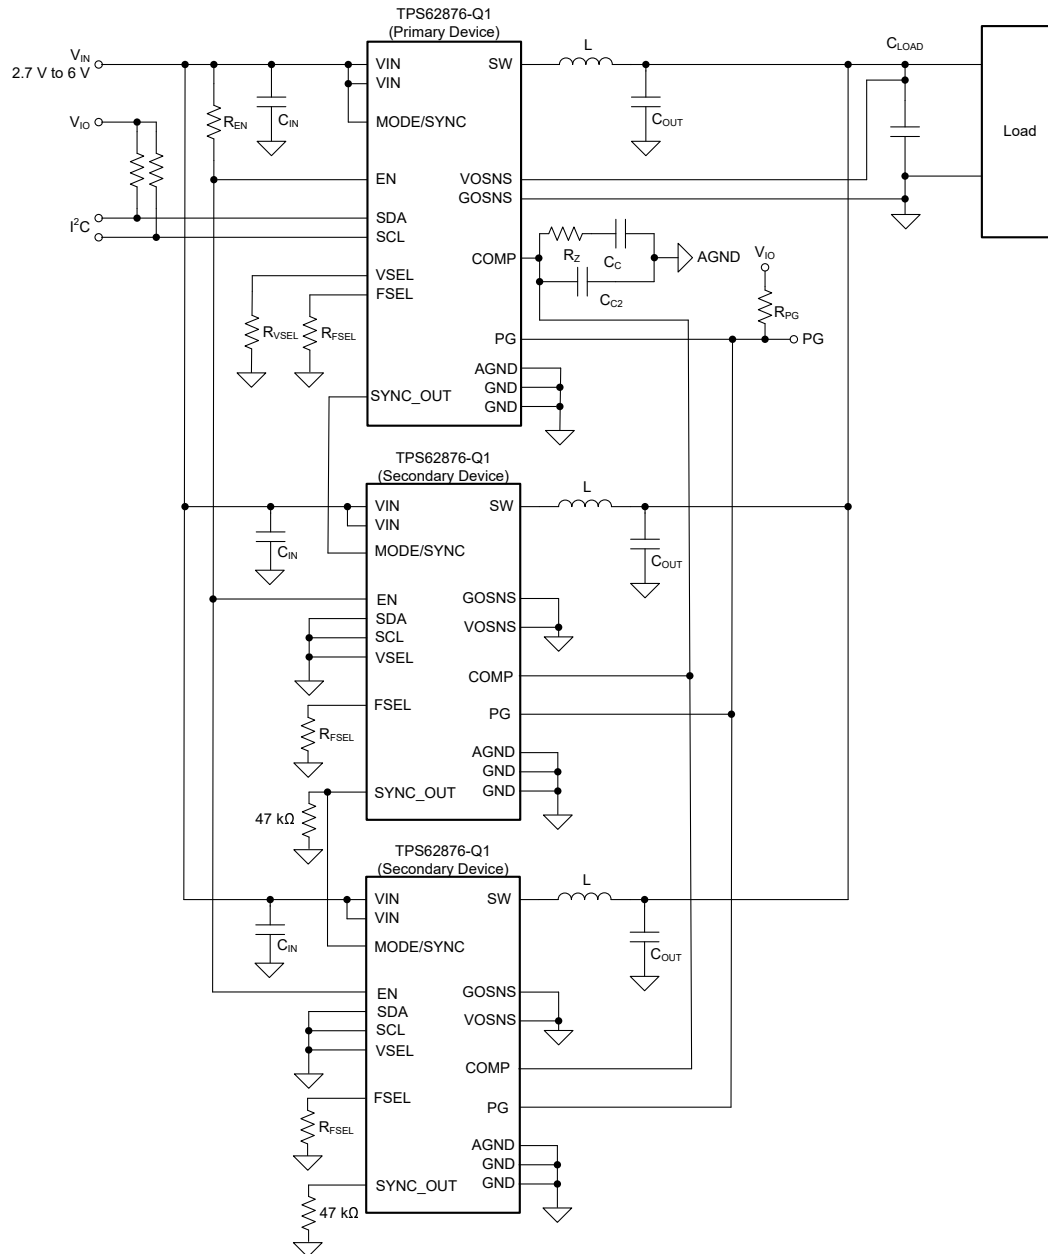 TPS62876-Q1
(Primary Device)
VIN
2.7 V to 6 V
VIO
I2C
REN
CIN
VIN
VIN
MODE/SYNC
EN
SDA
SCL
VSEL
FSEL
RVSEL
RFSEL
SYNC_OUT
SW
VOSNS
GOSNS
COMP
PG
AGND
GND
GND
L
COUT
CLOAD
Load
RZ
CC
CC2
AGND
VIO
RPG
PG
TPS62876-Q1
(Secondary Device)
CIN
VIN
VIN
MODE/SYNC
EN
SDA
SCL
VSEL
FSEL
RFSEL
SYNC_OUT
47 kΩ
SW
GOSNS
VOSNS
COMP
PG
AGND
GND
GND
L
COUT
TPS62876-Q1
(Secondary Device)
CIN
VIN
VIN
MODE/SYNC
EN
SDA
SCL
VSEL
FSEL
RFSEL
SYNC_OUT
47 kΩ
SW
GOSNS
VOSNS
COMP
PG
AGND
GND
GND
L
COUT